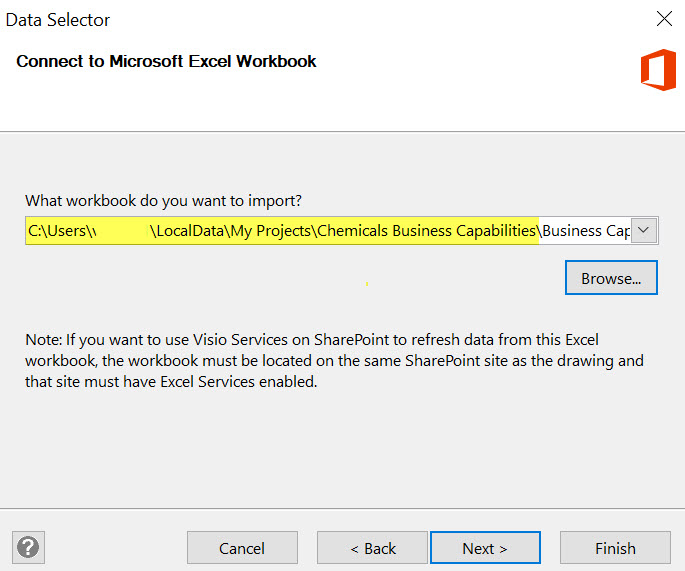 Data Selector
Connect to Microsoft Excel Workbook
What workbook do you want to import?
C:\Users\ \LocalData\My Projects\Chemicals Business Capabilities\Business Cap
Browse...
Note: If you want to use Visio Services on SharePoint to refresh data from this Excel
workbook, the workbook must be located on the same SharePoint site as the drawing and
that site must have Excel Services enabled.
? Cancel < Back Next > Finish